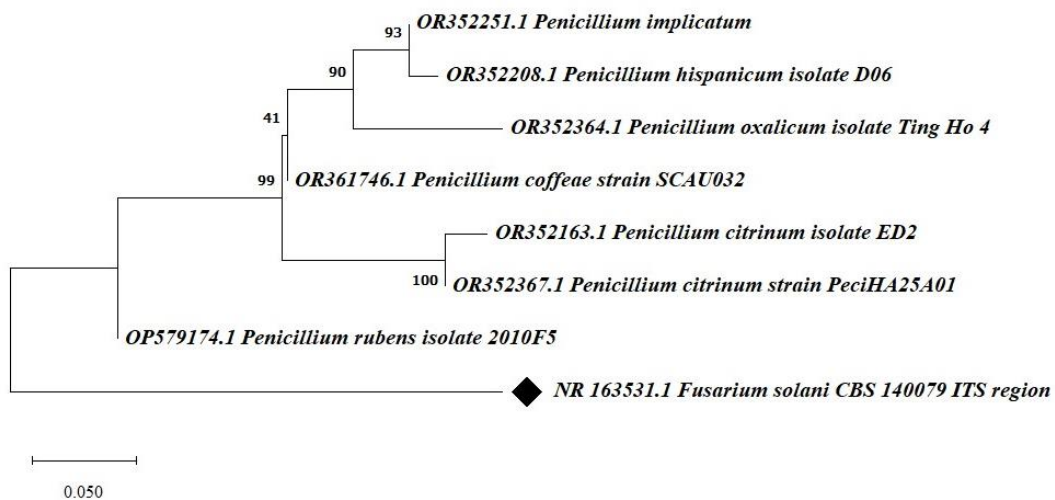 93
OR352251.1 Penicillium implicatum
90
OR352208.1 Penicillium hispanicum isolate D06
41
OR352364.1 Penicillium oxalicum isolate Ting Ho 4
99
OR361746.1 Penicillium coffeae strain SCAU032
OR352163.1 Penicillium citrinum isolate ED2
100
OR352367.1 Penicillium citrinum strain PeciHA25A01
OP579174.1 Penicillium rubens isolate 2010F5
NR 163531.1 Fusarium solani CBS 140079 ITS region
0.050